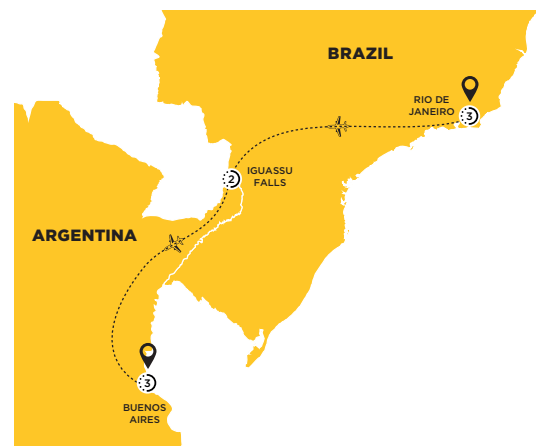 BRAZIL
RIO DE
JANEIRO
3
2
IGUASSU
FALLS
ARGENTINA
3
BUENOS
AIRES